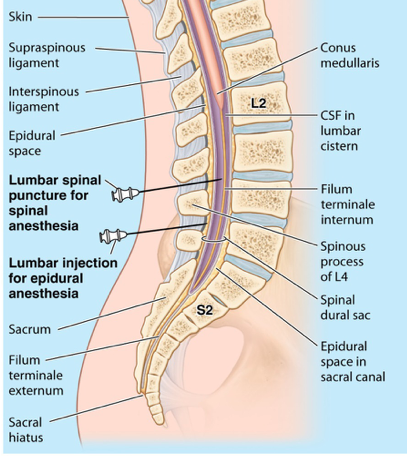 Skin
Supraspinous
ligament
Interspinous
ligament
Epidural
space
Lumbar spinal
puncture for
spinal
anesthesia
Lumbar injection
for epidural
anesthesia
Sacrum
Filum
terminale
externum
Sacral
hiatus
L2
S2
Conus
medullaris
CSF in
lumbar
cistern
Filum
terminale
internum
Spinous
process
of L4
Spinal
dural sac
Epidural
space in
sacral canal